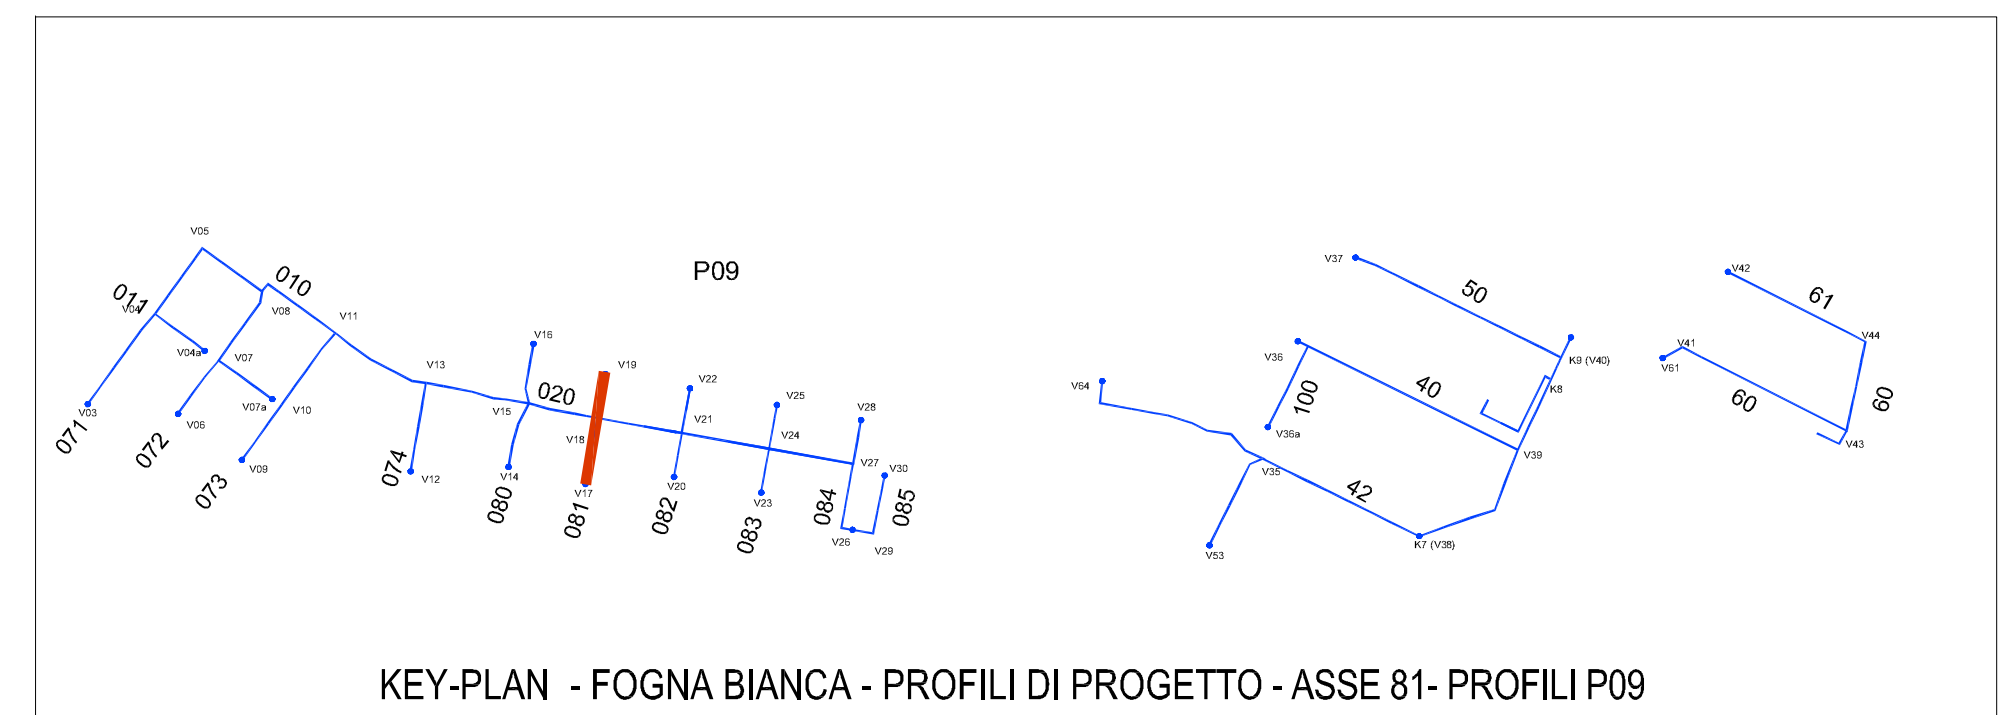 V05
010
011
V04
V08
V11
V04a
V07
V03
071
V06
072
V07a
V10
V09
073
V13
074
V12
V16
020
V15
V14
080
V19
V18
V17
081
P09
V22
V21
V20
082
V25
V24
V23
083
V28
V27
V30
084
085
V26
V29
V37
50
V36
100
40
V36a
V64
K9 (V40)
K8
V39
V35
42
V53
K7 (V38)
V42
61
V44
V41
V61
60
60
V43
KEY-PLAN - FOGNA BIANCA - PROFILI DI PROGETTO - ASSE 81- PROFILI P09